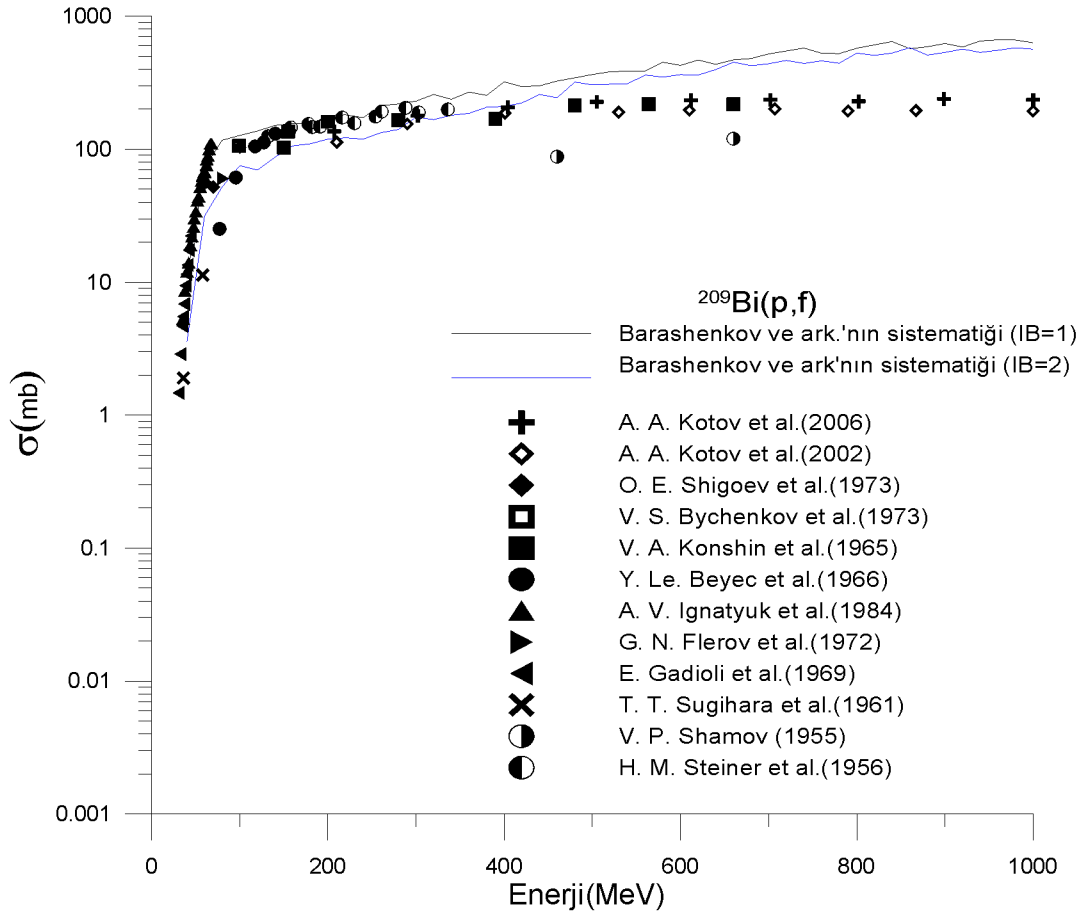 1000
100
10
1
0.1
0.01
0.001
σ(mb)
²⁰⁹Bi(p,f)
Barashenkov ve ark.'nın sistematiği (IB=1)
Barashenkov ve ark'nın sistematiği (IB=2)
A. A. Kotov et al.(2006)
A. A. Kotov et al.(2002)
O. E. Shigoev et al.(1973)
V. S. Bychenkov et al.(1973)
V. A. Konshin et al.(1965)
Y. Le. Beyec et al.(1966)
A. V. Ignatyuk et al.(1984)
G. N. Flerov et al.(1972)
E. Gadioli et al.(1969)
T. T. Sugihara et al.(1961)
V. P. Shamov (1955)
H. M. Steiner et al.(1956)
0 200 400 600 800 1000
Enerji(MeV)